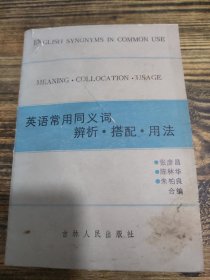 ENGLISH SYNONYMS IN COMMON USE
MEANING·COLLOCATION·USAGE
英语常用同义词
辨析·搭配·用法
●张彦昌
●陈林华
●朱柏良
合编
吉林人民出版社